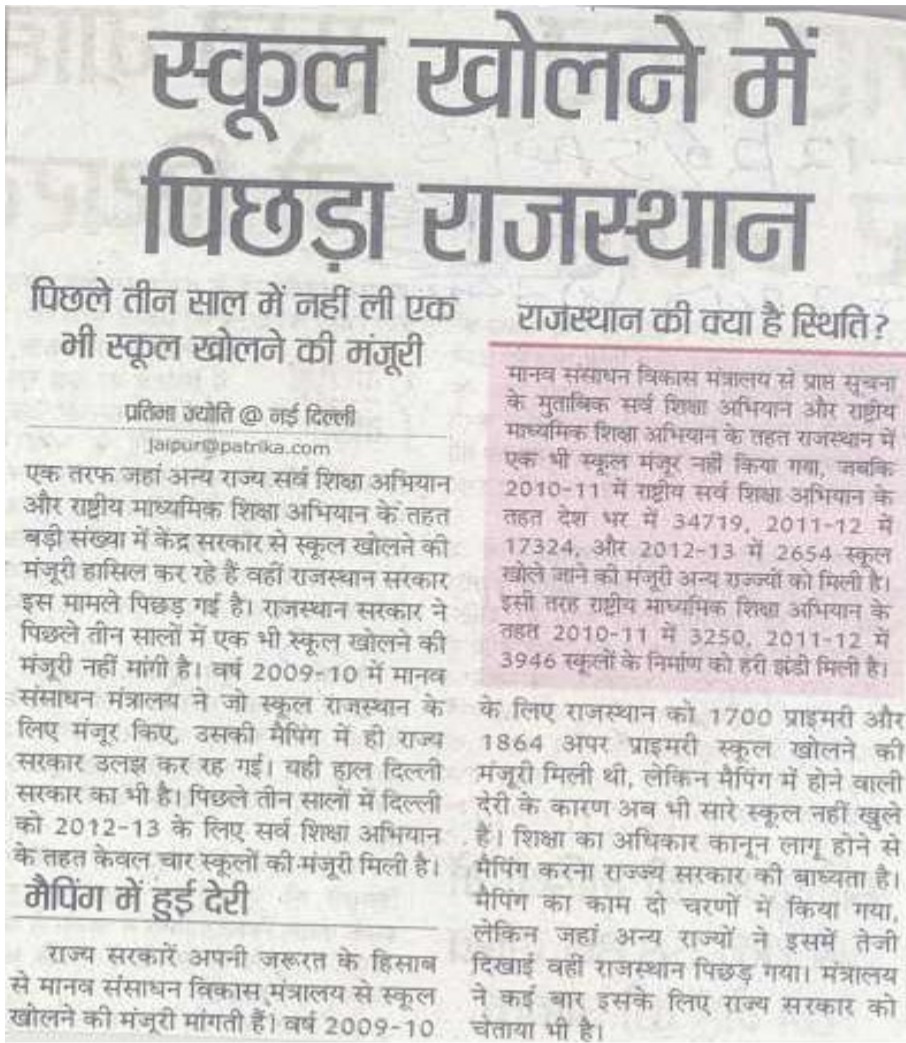 स्कूल खोलने में
पिछड़ा राजस्थान
पिछले तीन साल में नहीं ली एक
भी स्कूल खोलने की मंजूरी
प्रतिभा ज्योति @ नई दिल्ली
jaipur@patrika.com
एक तरफ जहां अन्य राज्य सर्व शिक्षा अभियान
और राष्ट्रीय माध्यमिक शिक्षा अभियान के तहत
बड़ी संख्या में केंद्र सरकार से स्कूल खोलने की
मंजूरी हासिल कर रहे हैं वहीं राजस्थान सरकार
इस मामले पिछड़ गई है। राजस्थान सरकार ने
पिछले तीन सालों में एक भी स्कूल खोलने की
मंजूरी नहीं मांगी है। वर्ष 2009-10 में मानव
संसाधन मंत्रालय ने जो स्कूल राजस्थान के
लिए मंजूर किए, उसकी मैपिंग में ही राज्य
सरकार उलझ कर रह गई। यही हाल दिल्ली
सरकार का भी है। पिछले तीन सालों में दिल्ली
को 2012-13 के लिए सर्व शिक्षा अभियान
के तहत केवल चार स्कूलों की मंजूरी मिली है।
मैपिंग में हुई देरी
राज्य सरकारें अपनी जरूरत के हिसाब
से मानव संसाधन विकास मंत्रालय से स्कूल
खोलने की मंजूरी मांगती हैं। वर्ष 2009-10
राजस्थान की क्या है स्थिति?
मानव संसाधन विकास मंत्रालय से प्राप्त सूचना
के मुताबिक सर्व शिक्षा अभियान और राष्ट्रीय
माध्यमिक शिक्षा अभियान के तहत राजस्थान में
एक भी स्कूल मंजूर नहीं किया गया, जबकि
2010-11 में राष्ट्रीय सर्व शिक्षा अभियान के
तहत देश भर में 34719, 2011-12 में
17324, और 2012-13 में 2654 स्कूल
खोले जाने की मंजूरी अन्य राज्यों को मिली है।
इसी तरह राष्ट्रीय माध्यमिक शिक्षा अभियान के
तहत 2010-11 में 3250, 2011-12 में
3946 स्कूलों के निर्माण को हरी झंडी मिली है।
के लिए राजस्थान को 1700 प्राइमरी और
1864 अपर प्राइमरी स्कूल खोलने की
मंजूरी मिली थी, लेकिन मैपिंग में होने वाली
देरी के कारण अब भी सारे स्कूल नहीं खुले
हैं। शिक्षा का अधिकार कानून लागू होने से
मैपिंग करना राज्य सरकार की बाध्यता है।
मैपिंग का काम दो चरणों में किया गया,
लेकिन जहां अन्य राज्यों ने इसमें तेजी
दिखाई वहीं राजस्थान पिछड़ गया। मंत्रालय
ने कई बार इसके लिए राज्य सरकार को
चेताया भी है।